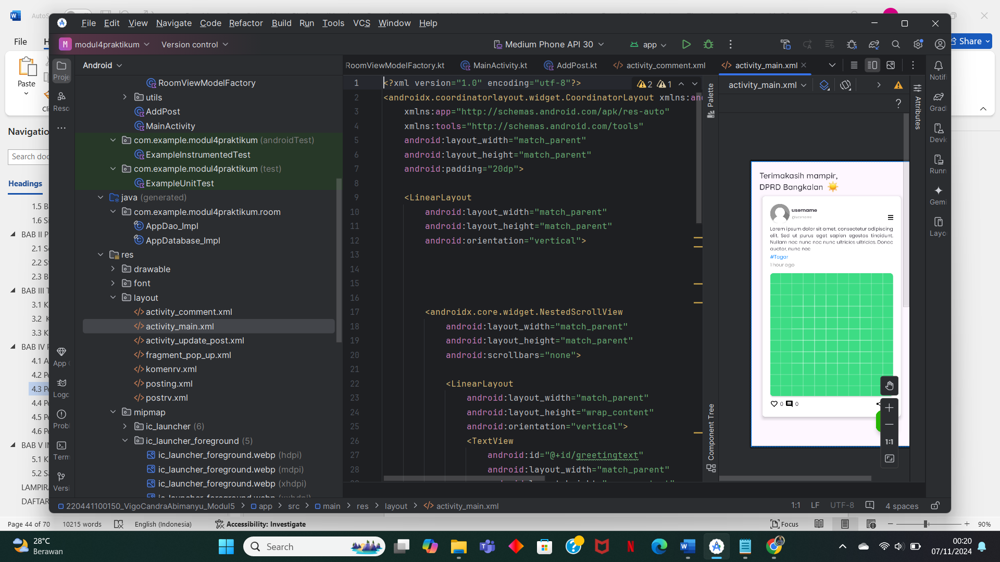 File Edit View Navigate Code Refactor Build Run Tools VCS Window Help
File
Share
M modul4praktikum Version control Medium Phone API 30 app
Paste
Android
RoomViewModelFactory.kt MainActivity.kt AddPost.kt activity_comment.xml activity_main.xml
Navigation
Search doc
Headings
BAB II P
BAB III T
BAB IV P
BAB V IM
LAMPIRA
DAFTAR
1.5 B
1.6 S
2.1 S
2.2 S
2.3 B
3.1 K
3.2 K
3.3 K
4.1 A
4.2 Pe
4.3 Pe
4.4 Pe
4.5 Pe
4.6 Pe
5.1 K
5.2 Sa
Proje
Reso
App
Logc
Probl
Term
Versi
RoomViewModelFactory
utils
AddPost
MainActivity
com.example.modul4praktikum (androidTest)
ExampleInstrumentedTest
com.example.modul4praktikum (test)
ExampleUnitTest
java (generated)
com.example.modul4praktikum.room
AppDao_Impl
AppDatabase_Impl
res
drawable
font
layout
activity_comment.xml
activity_main.xml
activity_update_post.xml
fragment_pop_up.xml
komenrv.xml
posting.xml
postrv.xml
mipmap
ic_launcher (6)
ic_launcher_foreground (5)
ic_launcher_foreground.webp (hdpi)
ic_launcher_foreground.webp (mdpi)
ic_launcher_foreground.webp (xhdpi)
1 <?xml version="1.0" encoding="utf-8"?>
2 <androidx.coordinatorlayout.widget.CoordinatorLayout xmlns:and
3 xmlns:app="http://schemas.android.com/apk/res-auto"
4 xmlns:tools="http://schemas.android.com/tools"
5 android:layout_width="match_parent"
6 android:layout_height="match_parent"
7 android:padding="20dp">
8
9 <LinearLayout
10 android:layout_width="match_parent"
11 android:layout_height="match_parent"
12 android:orientation="vertical">
13
14
15
16
17 <androidx.core.widget.NestedScrollView
18 android:layout_width="match_parent"
19 android:layout_height="match_parent"
20 android:scrollbars="none">
21
22 <LinearLayout
23 android:layout_width="match_parent"
24 android:layout_height="wrap_content"
25 android:orientation="vertical">
26 <TextView
27 android:id="@+id/greetingtext"
28 android:layout_width="match_parent"
2 1
Palette
Component Tree
activity_main.xml
?
Attributes
Terimakasih mampir,
DPRD Bangkalan
username
@username
Lorem ipsum dolor sit amet, consectetur adipiscing
elit. Sed ut purus eget sapien egestas tincidunt.
Nullam nec nunc nec nunc ultricies ultricies. Donec
auctor, nunc nec
#Tagar
1 hour ago
0 0
1:1
Notifi
Grad
Devic
Runn
Gemi
Layo
220441100150_VigoCandraAbimanyu_Modul5 app src main res layout activity_main.xml
1:1 LF UTF-8 4 spaces
Page 44 of 70 10215 words English (Indonesia) Accessibility: Investigate Focus 90%
28°C
Berawan
Search
00:20
07/11/2024